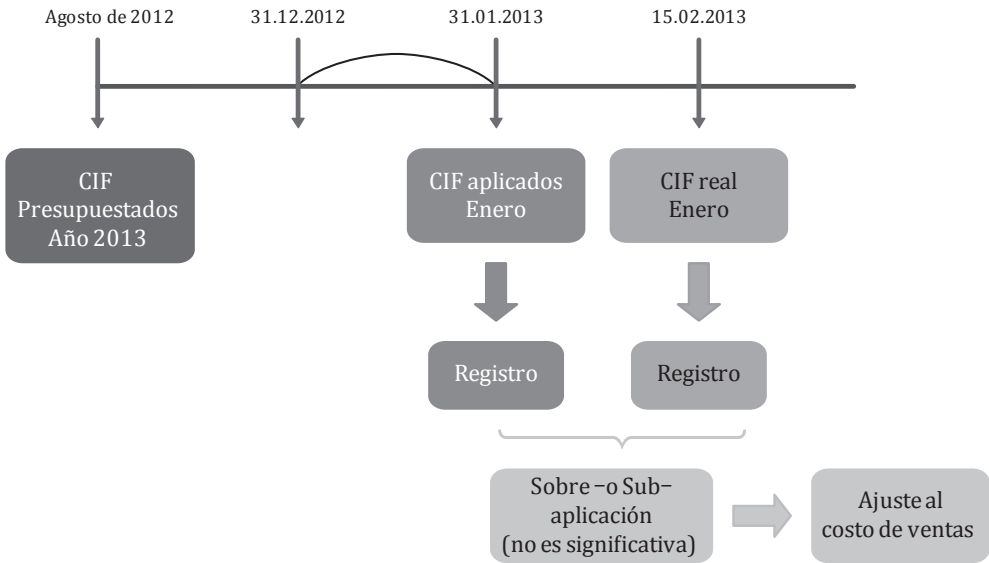 Agosto de 2012
31.12.2012
31.01.2013
15.02.2013
CIF
Presupuestados
Año 2013
CIF aplicados
Enero
CIF real
Enero
Registro
Registro
Sobre –o Sub–
aplicación
(no es significativa)
Ajuste al
costo de ventas